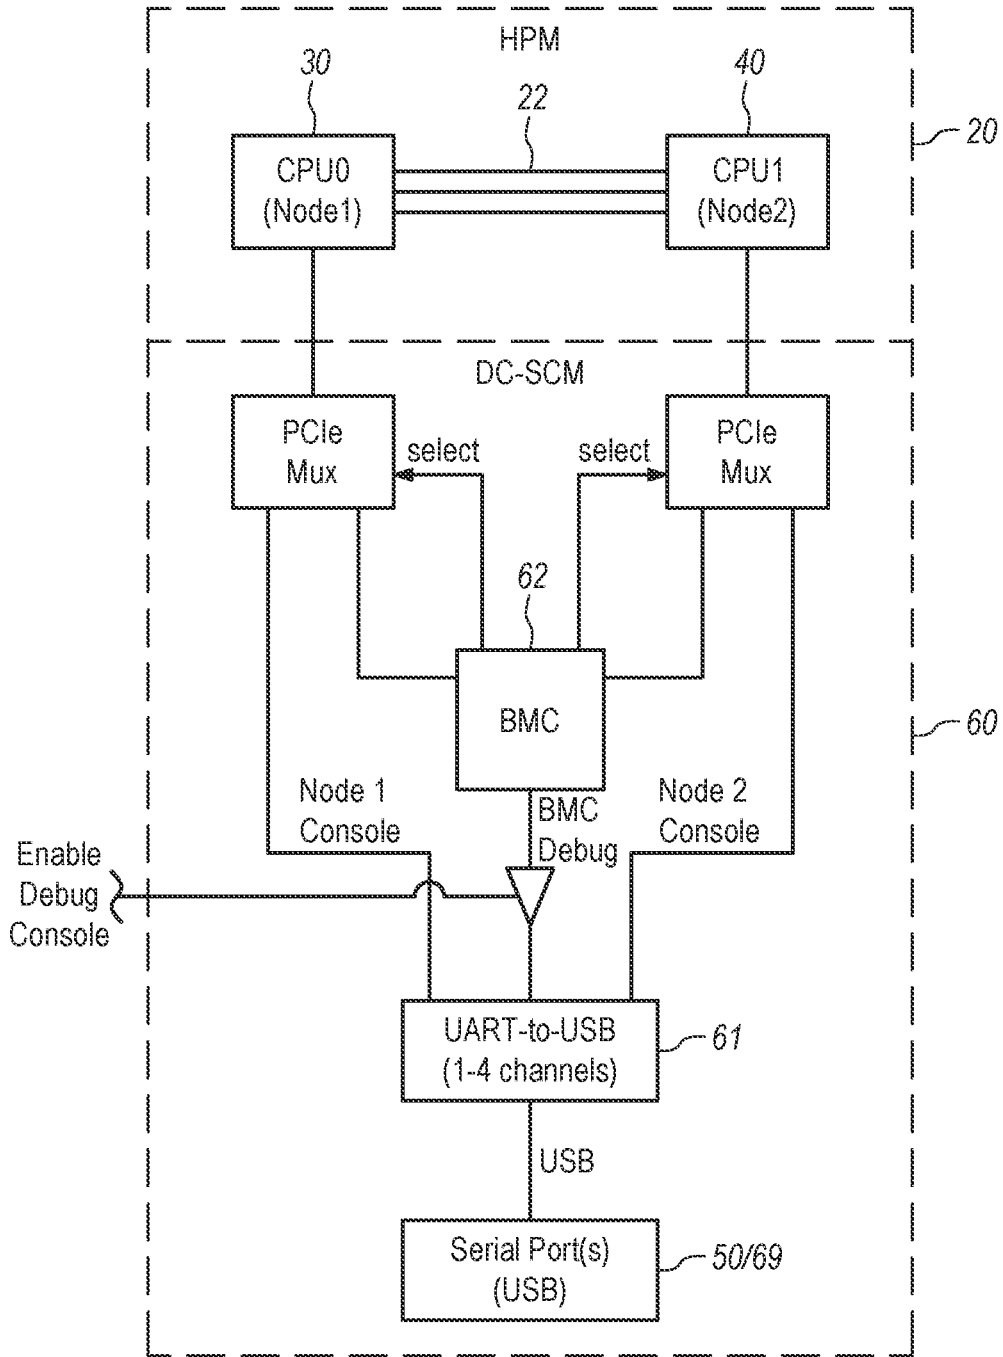 HPM
30
40
22
20
CPU0
(Node1)
CPU1
(Node2)
DC-SCM
PCIe
Mux
select
select
PCIe
Mux
62
BMC
60
Node 1
Console
BMC
Debug
Node 2
Console
Enable
Debug
Console
UART-to-USB
(1-4 channels)
61
USB
Serial Port(s)
(USB)
50/69